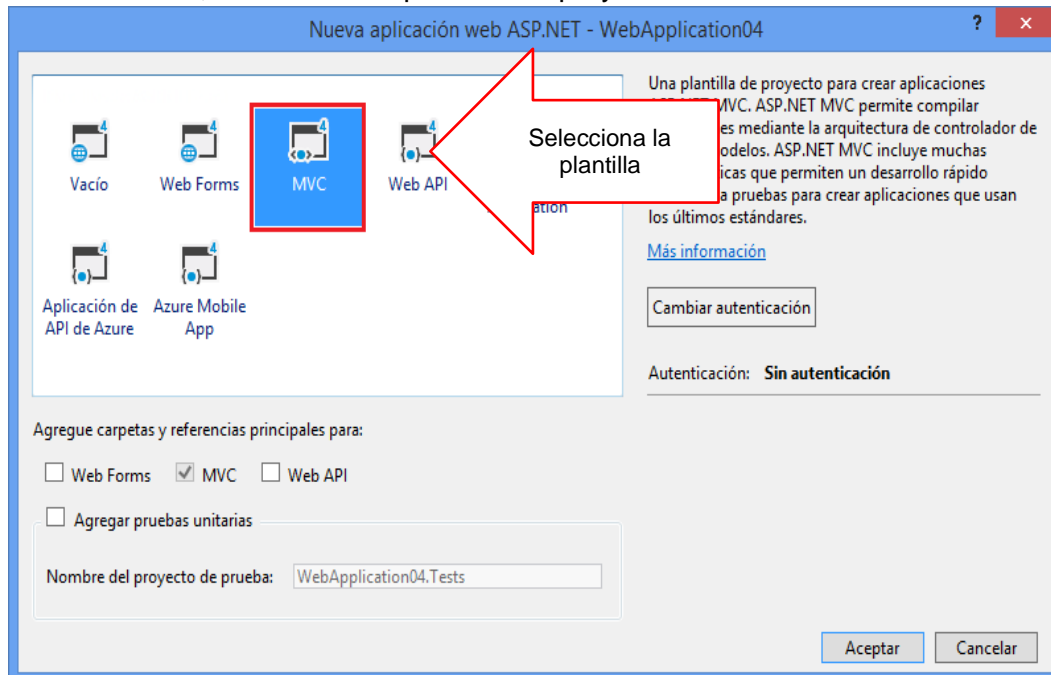 Nueva aplicación web ASP.NET - WebApplication04
?
Una plantilla de proyecto para crear aplicaciones
MVC. ASP.NET MVC permite compilar
es mediante la arquitectura de controlador de
odelos. ASP.NET MVC incluye muchas
icas que permiten un desarrollo rápido
a pruebas para crear aplicaciones que usan
los últimos estándares.
Más información
Cambiar autenticación
Autenticación: Sin autenticación
Selecciona la
plantilla
Vacío
Web Forms
MVC
Web API
ation
Aplicación de
API de Azure
Azure Mobile
App
Agregue carpetas y referencias principales para:
Web Forms MVC Web API
Agregar pruebas unitarias
Nombre del proyecto de prueba: WebApplication04.Tests
Aceptar Cancelar